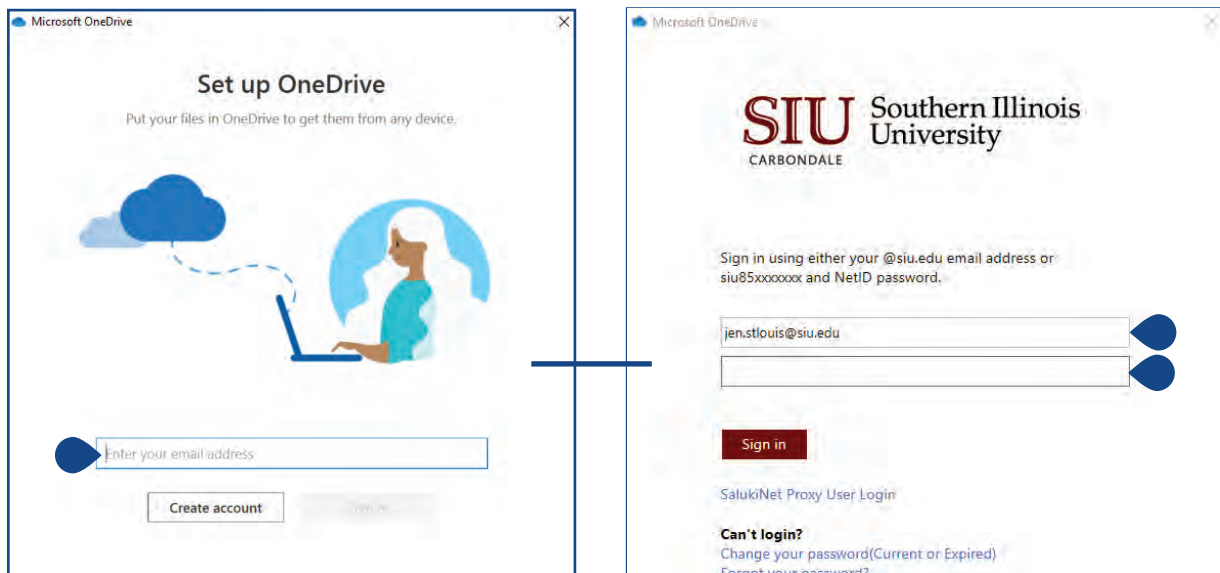 Microsoft OneDrive
Set up OneDrive
Put your files in OneDrive to get them from any device.
Enter your email address
Create account
Microsoft OneDrive
SIU Southern Illinois
University
CARBONDALE
Sign in using either your @siu.edu email address or
siu85xxxxxxx and NetID password.
jen.stlouis@siu.edu
Sign in
SalukiNet Proxy User Login
Can't login?
Change your password(Current or Expired)
Forgot your password?